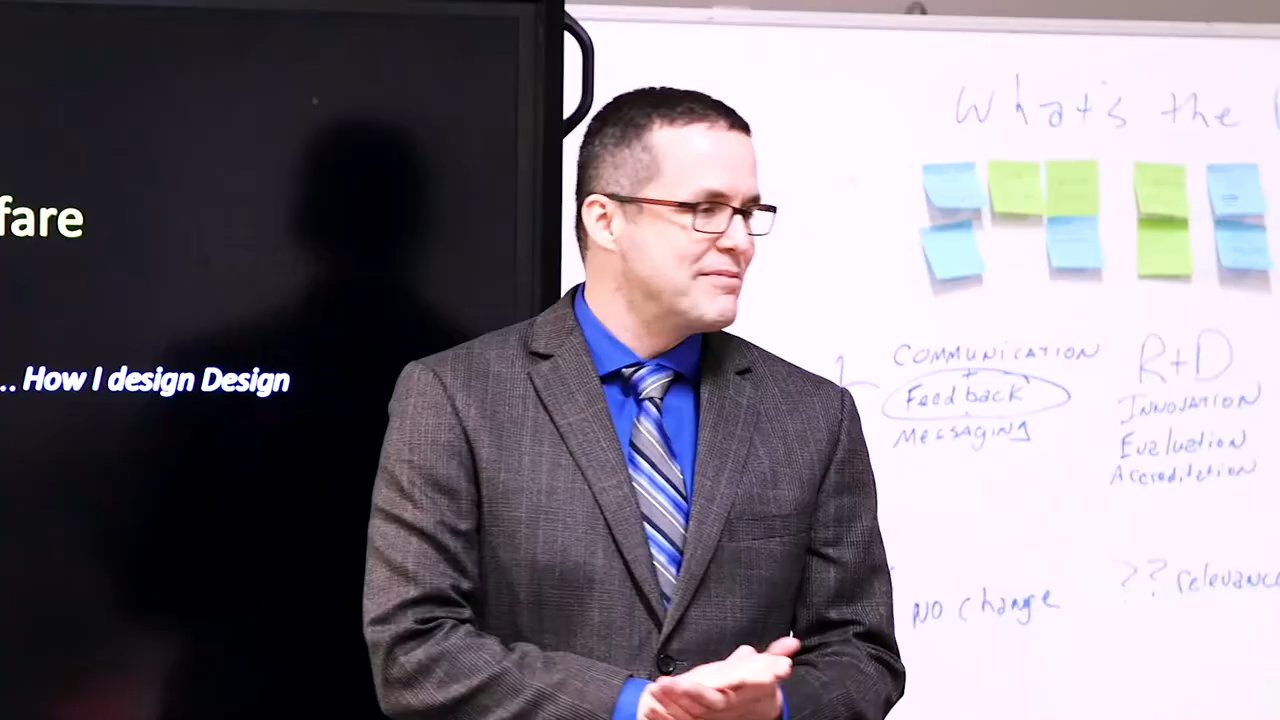 fare
... How I design Design
What's the
COMMUNICATION
+
Feedback
MESSAGING
R+D
INNOVATION
Evaluation
Accreditation
NO change
?? relevance